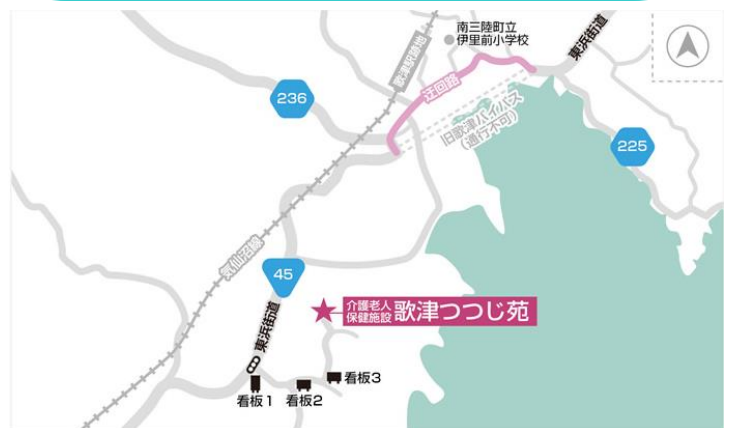 南三陸町立
伊里前小学校
東浜街道
歌津駅跡地
迂回路
236
旧歌津バイパス
(通行不可)
225
気仙沼線
45
東浜街道
介護老人
保健施設
歌津つつじ苑
看板1
看板2
看板3